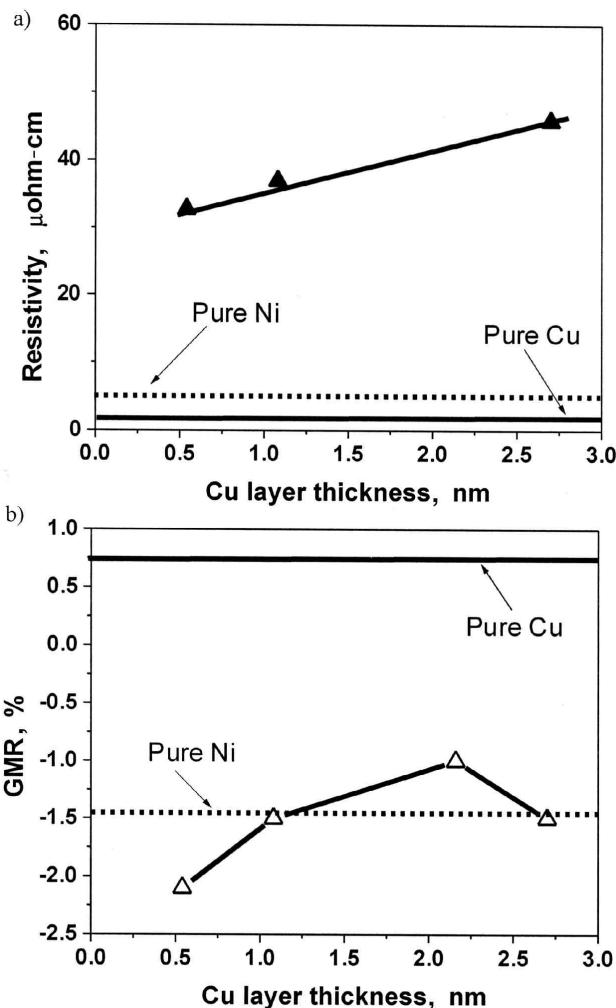 a)
60
40
20
0
Resistivity, μohm-cm
Pure Ni
Pure Cu
0.0 0.5 1.0 1.5 2.0 2.5 3.0
Cu layer thickness, nm
b)
1.0
0.5
0.0
-0.5
-1.0
-1.5
-2.0
-2.5
GMR, %
Pure Cu
Pure Ni
0.0 0.5 1.0 1.5 2.0 2.5 3.0
Cu layer thickness, nm